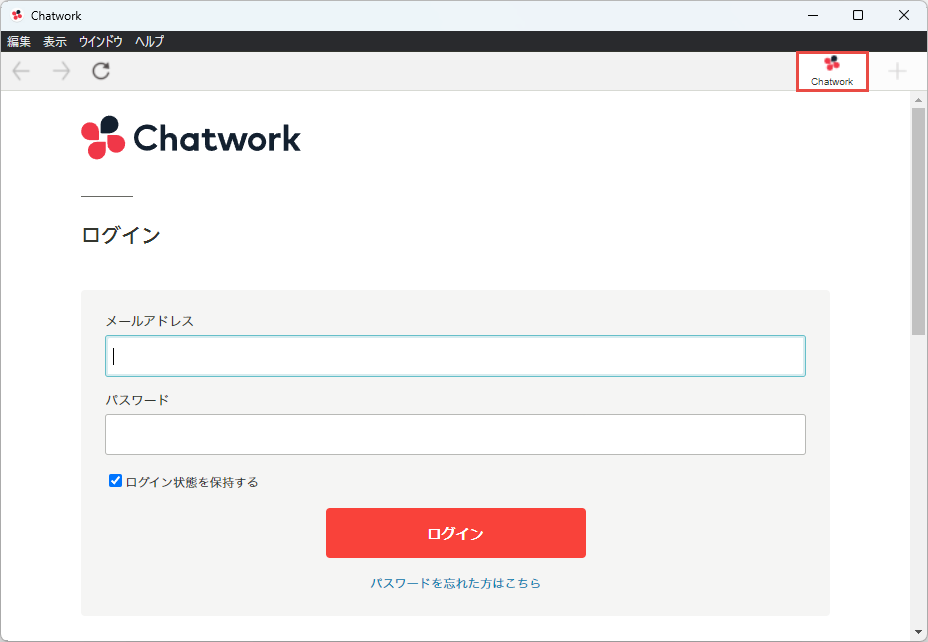 Chatwork
編集 表示 ウインドウ ヘルプ
Chatwork
Chatwork
ログイン
メールアドレス
パスワード
ログイン状態を保持する
ログイン
パスワードを忘れた方はこちら